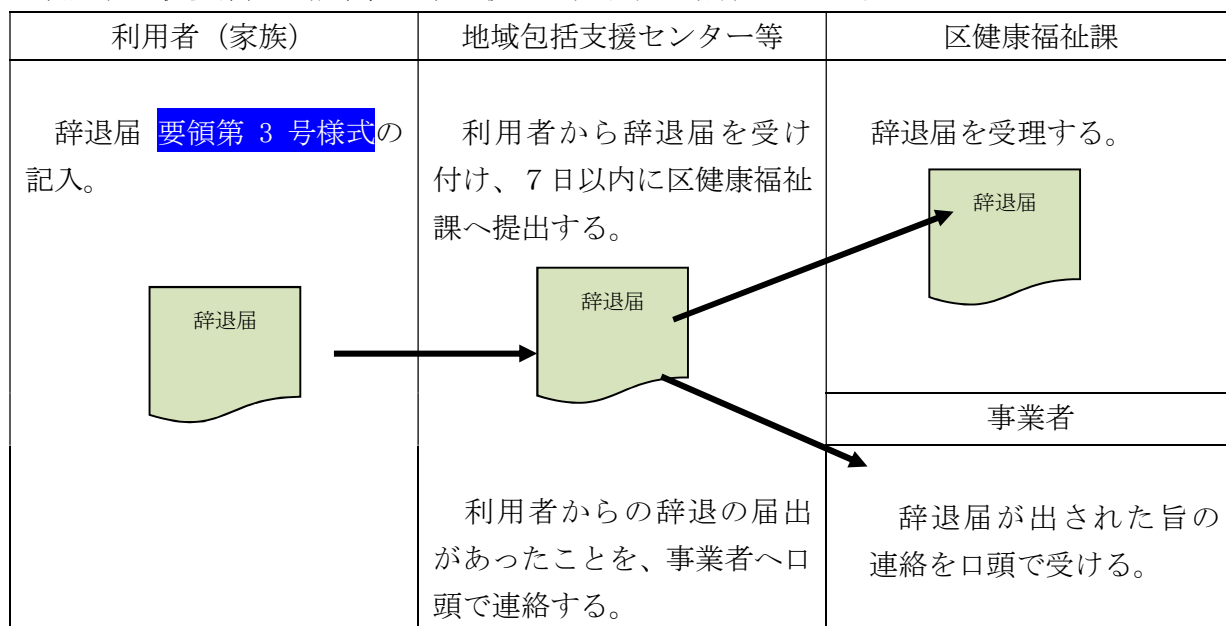 利用者（家族）
地域包括支援センター等
区健康福祉課
辞退届 要領第 3 号様式の
記入。
利用者から辞退届を受け
付け、７日以内に区健康福祉
課へ提出する。
辞退届を受理する。
辞退届
辞退届
辞退届
事業者
利用者からの辞退の届出
があったことを、事業者へ口
頭で連絡する。
辞退届が出された旨の
連絡を口頭で受ける。